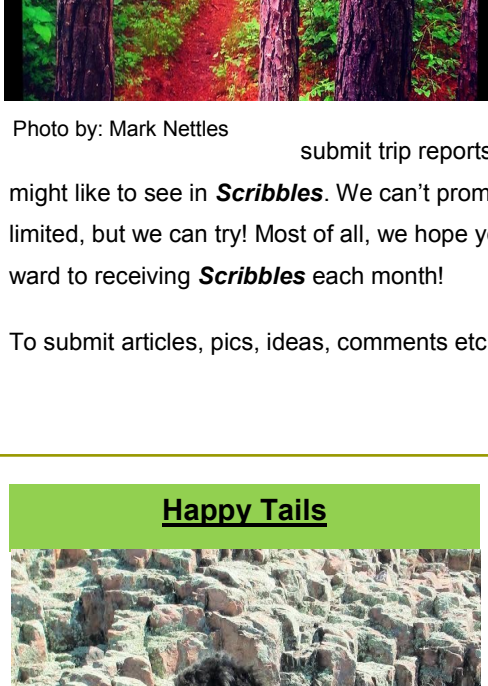 Photo by: Mark Nettles
submit trip reports
might like to see in Scribbles. We can't prom
limited, but we can try! Most of all, we hope y
ward to receiving Scribbles each month!
To submit articles, pics, ideas, comments etc
Happy Tails